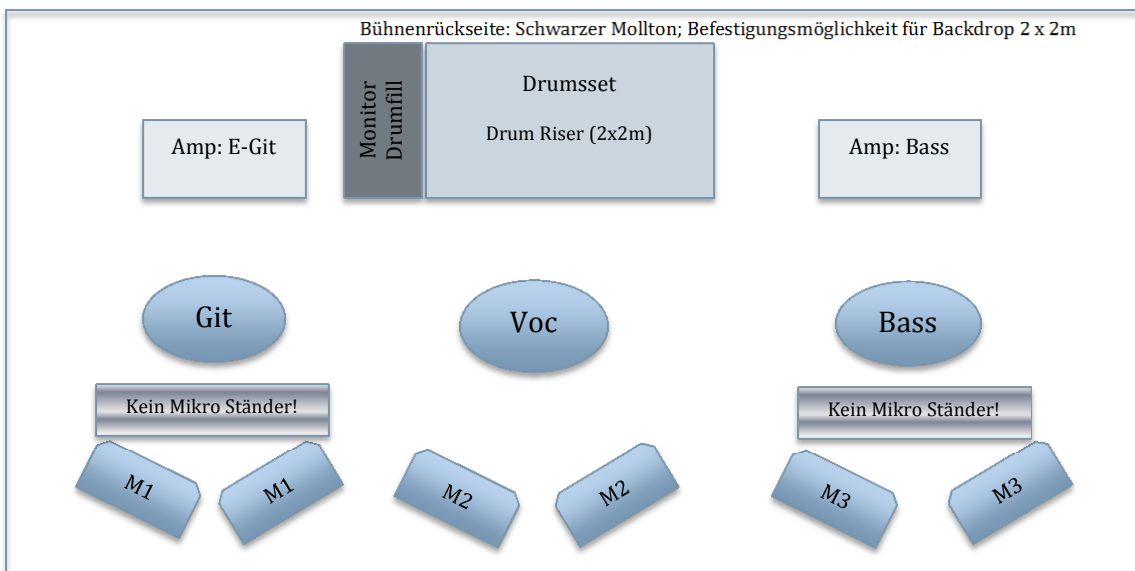 Bühnenrückseite: Schwarzer Mollton; Befestigungsmöglichkeit für Backdrop 2 x 2m
Monitor
Drumfill
Drumsset
Drum Riser (2x2m)
Amp: E-Git
Amp: Bass
Git
Voc
Bass
Kein Mikro Ständer!
Kein Mikro Ständer!
M1
M1
M2
M2
M3
M3